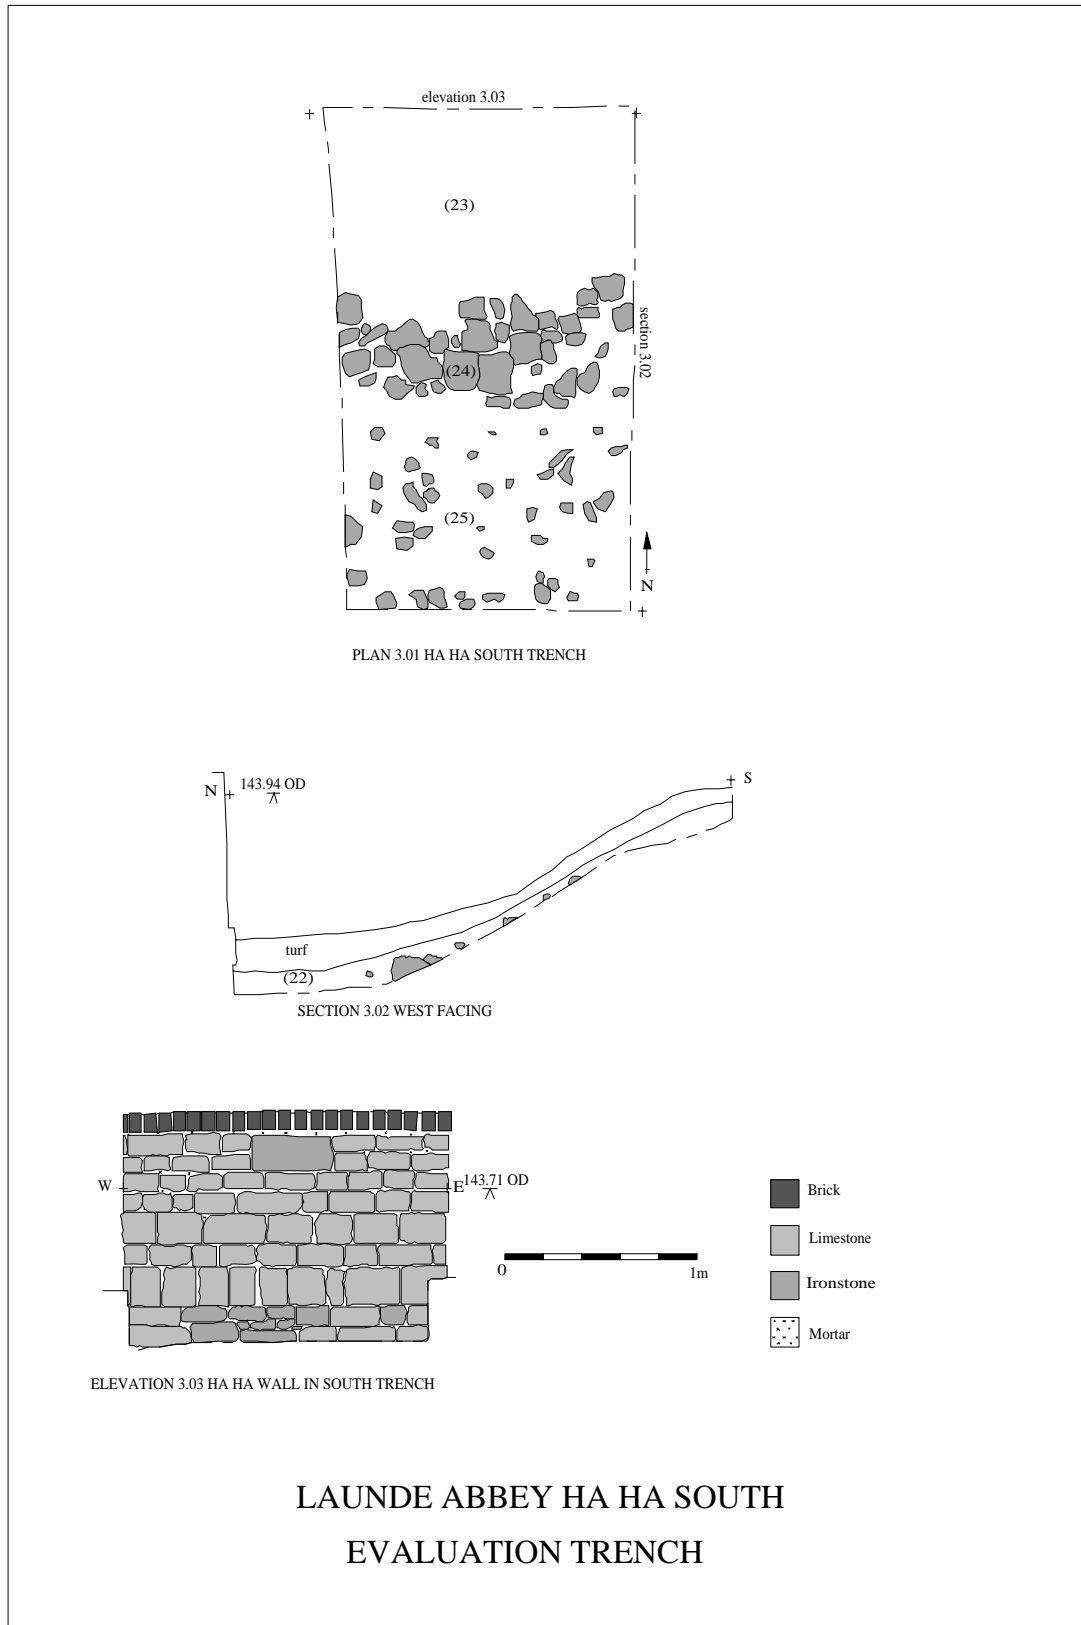 elevation 3.03
(23)
section 3.02
(24)
(25)
N
PLAN 3.01 HA HA SOUTH TRENCH
N 143.94 OD
S
turf
(22)
SECTION 3.02 WEST FACING
W
E 143.71 OD
Brick
Limestone
Ironstone
Mortar
0 1m
ELEVATION 3.03 HA HA WALL IN SOUTH TRENCH
LAUNDE ABBEY HA HA SOUTH
EVALUATION TRENCH